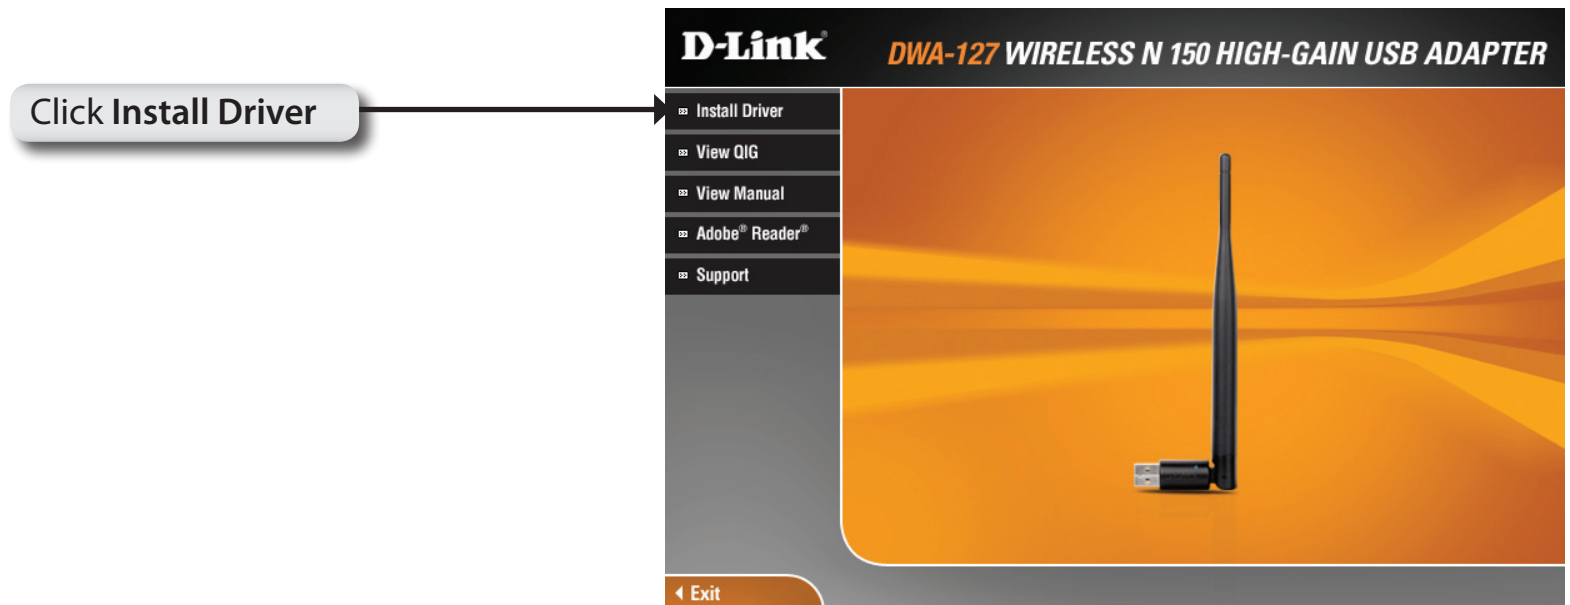 D-Link®
DWA-127 WIRELESS N 150 HIGH-GAIN USB ADAPTER
Click Install Driver
Install Driver
View QIG
View Manual
Adobe® Reader®
Support
Exit